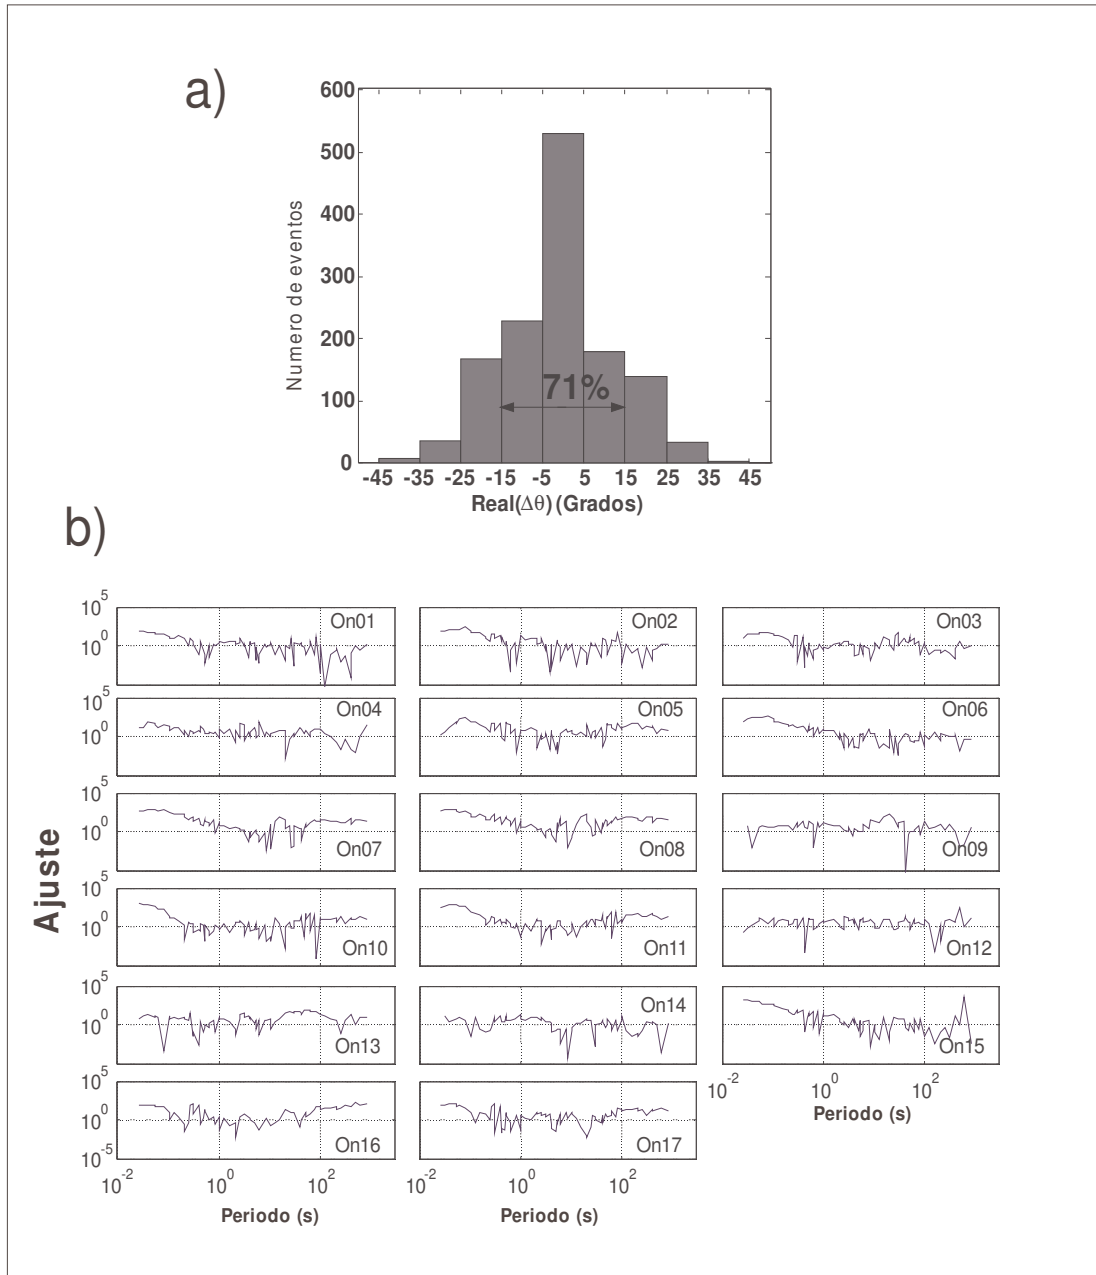 a)
600
500
400
300
200
100
0
Numero de eventos
71%
-45 -35 -25 -15 -5 5 15 25 35 45
Real(Δθ) (Grados)
b)
Ajuste
10^5
10^0
On01
On02
On03
10^5
10^0
On04
On05
On06
5
10^5
10^0
On07
On08
On09
5
10^5
10^0
On10
On11
On12
10^5
10^0
On13
On14
On15
10^-2 10^0 10^2
Periodo (s)
10^5
10^0
10^-5
On16
On17
10^-2 10^0 10^2
10^-2 10^0 10^2
Periodo (s)
Periodo (s)